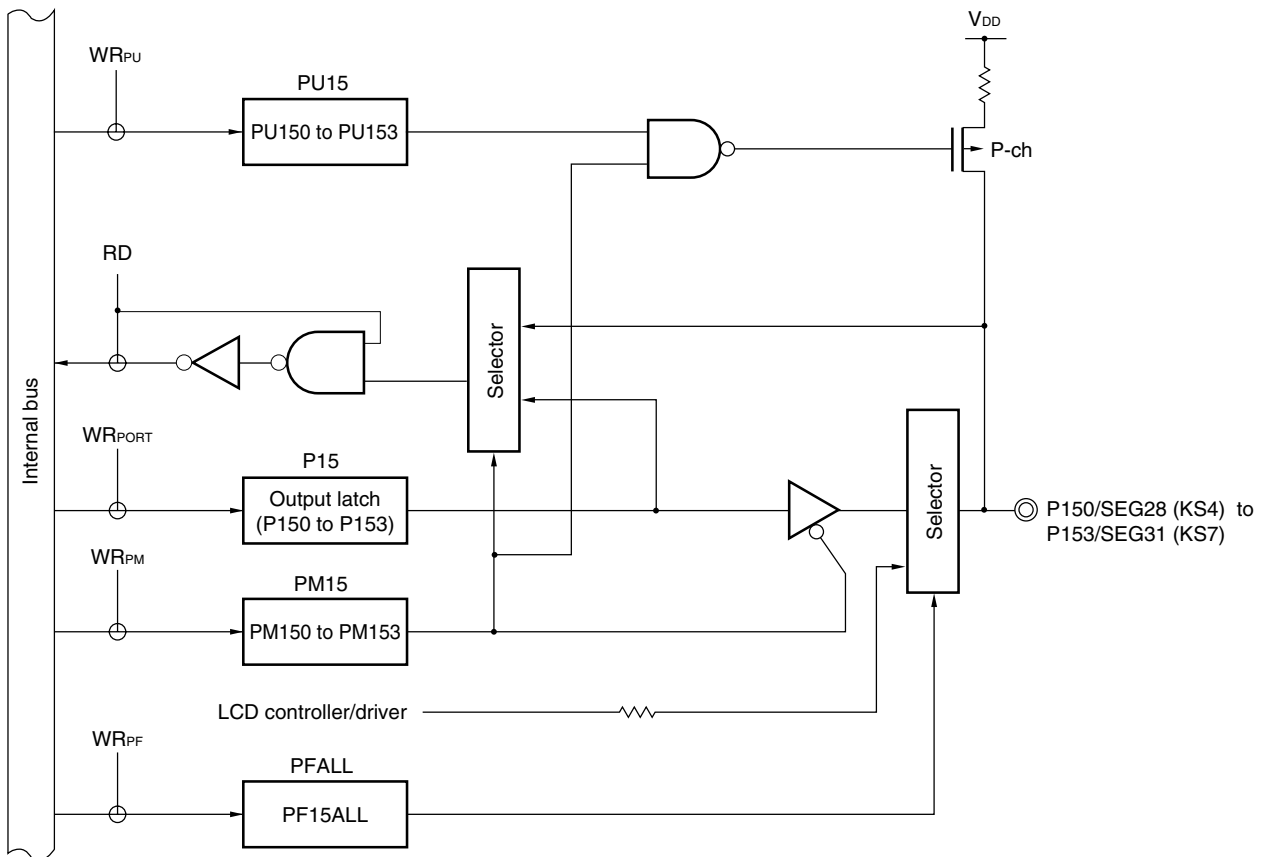 VDD
WRPU
PU15
PU150 to PU153
P-ch
RD
Selector
Internal bus
WRPORT
P15
Output latch
(P150 to P153)
Selector
P150/SEG28 (KS4) to
P153/SEG31 (KS7)
WRPM
PM15
PM150 to PM153
LCD controller/driver
WRPF
PFALL
PF15ALL